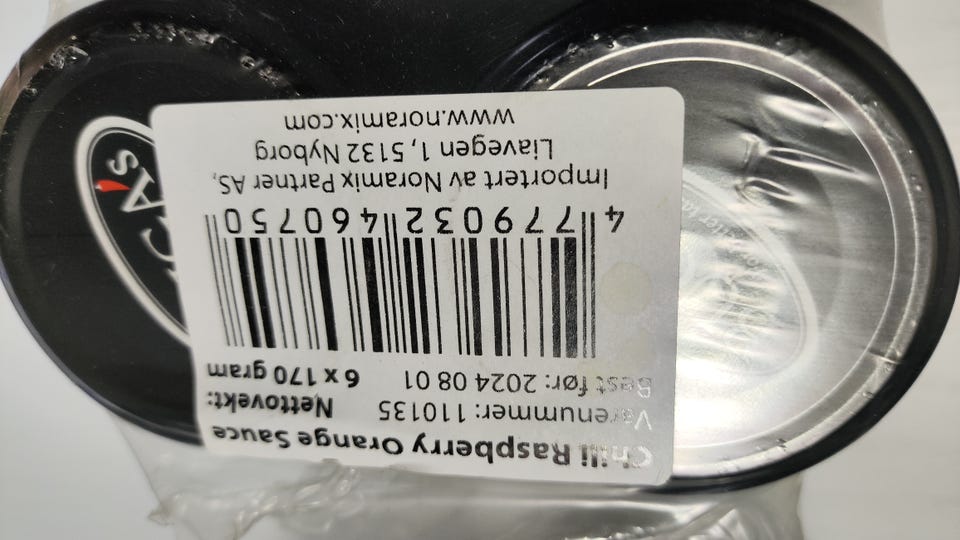 Chili Raspberry Orange Sauce
Varenummer: 110135 Nettovekt:
Best før: 2024 08 01 6 x 170 gram
4 779032 460750
Importert av Noramix Partner AS,
Liavegen 1, 5132 Nyborg
www.noramix.com